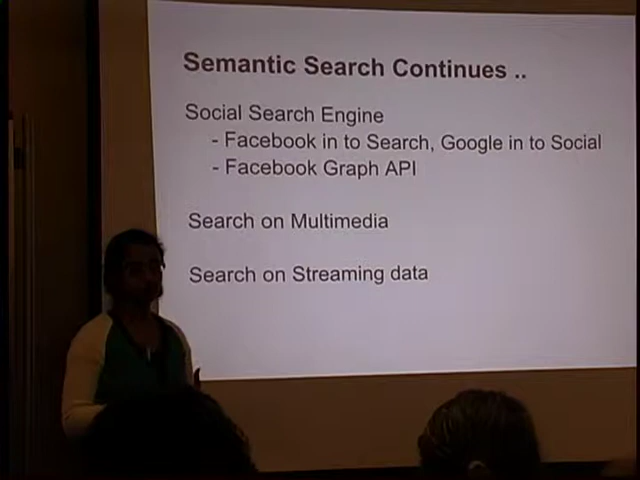 Semantic Search Continues ..
Social Search Engine
- Facebook in to Search, Google in to Social
- Facebook Graph API
Search on Multimedia
Search on Streaming data